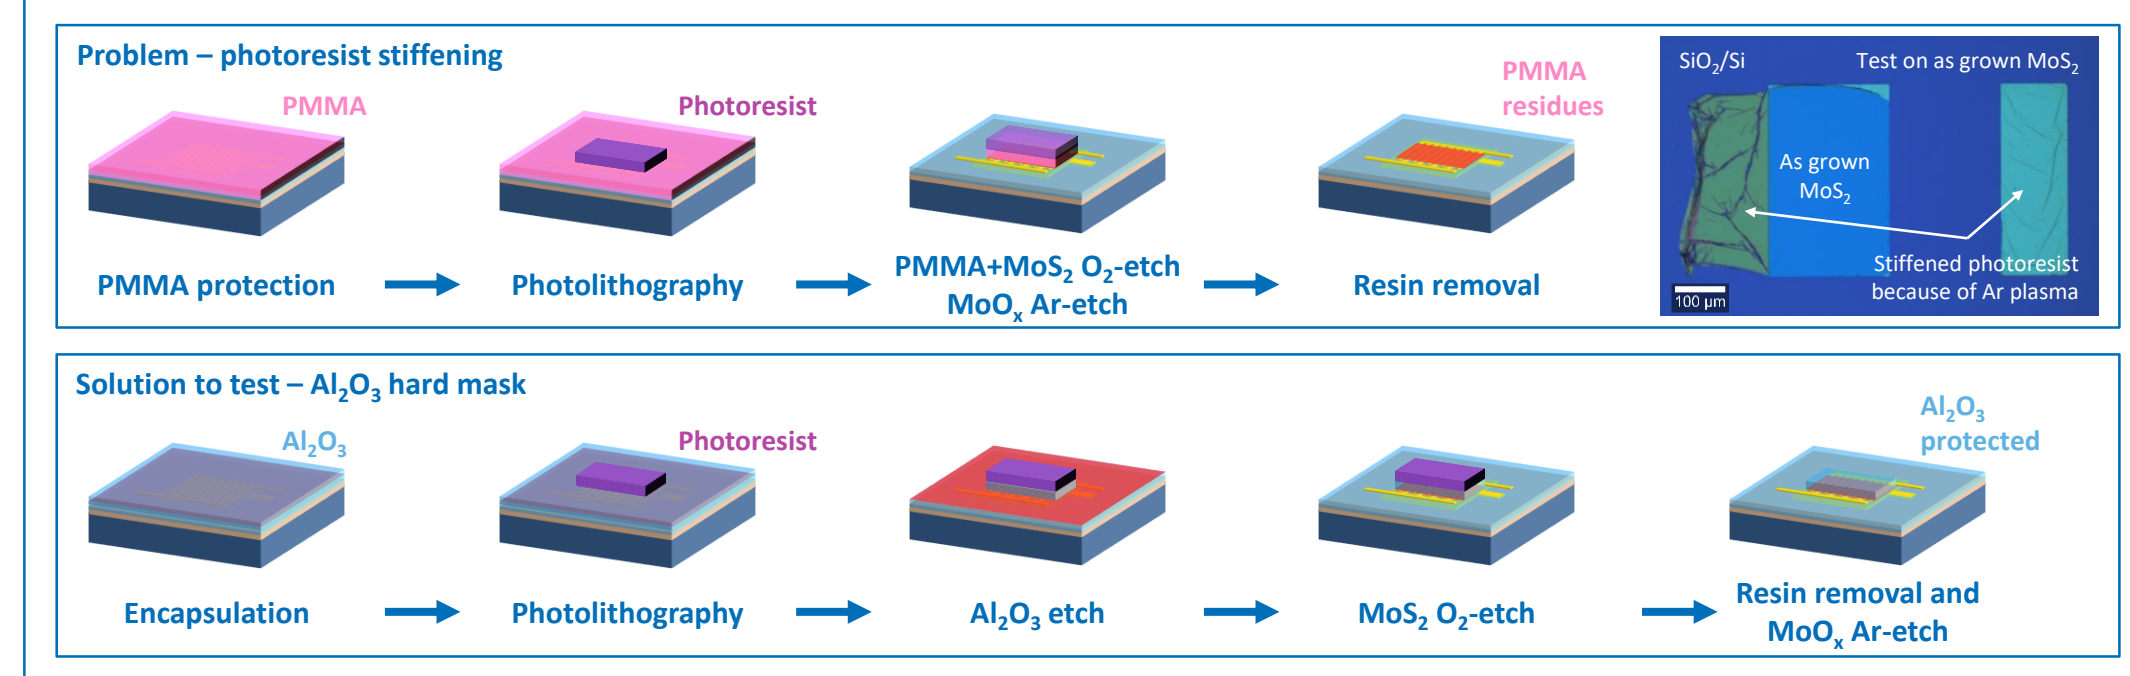 Problem – photoresist stiffening
PMMA
Photoresist
PMMA
residues
PMMA protection
Photolithography
PMMA+MoS₂ O₂-etch
MoOₓ Ar-etch
Resin removal
SiO₂/Si
Test on as grown MoS₂
As grown
MoS₂
Stiffened photoresist
because of Ar plasma
100 µm
Solution to test – Al₂O₃ hard mask
Al₂O₃
Photoresist
Al₂O₃
protected
Encapsulation
Photolithography
Al₂O₃ etch
MoS₂ O₂-etch
Resin removal and
MoOₓ Ar-etch